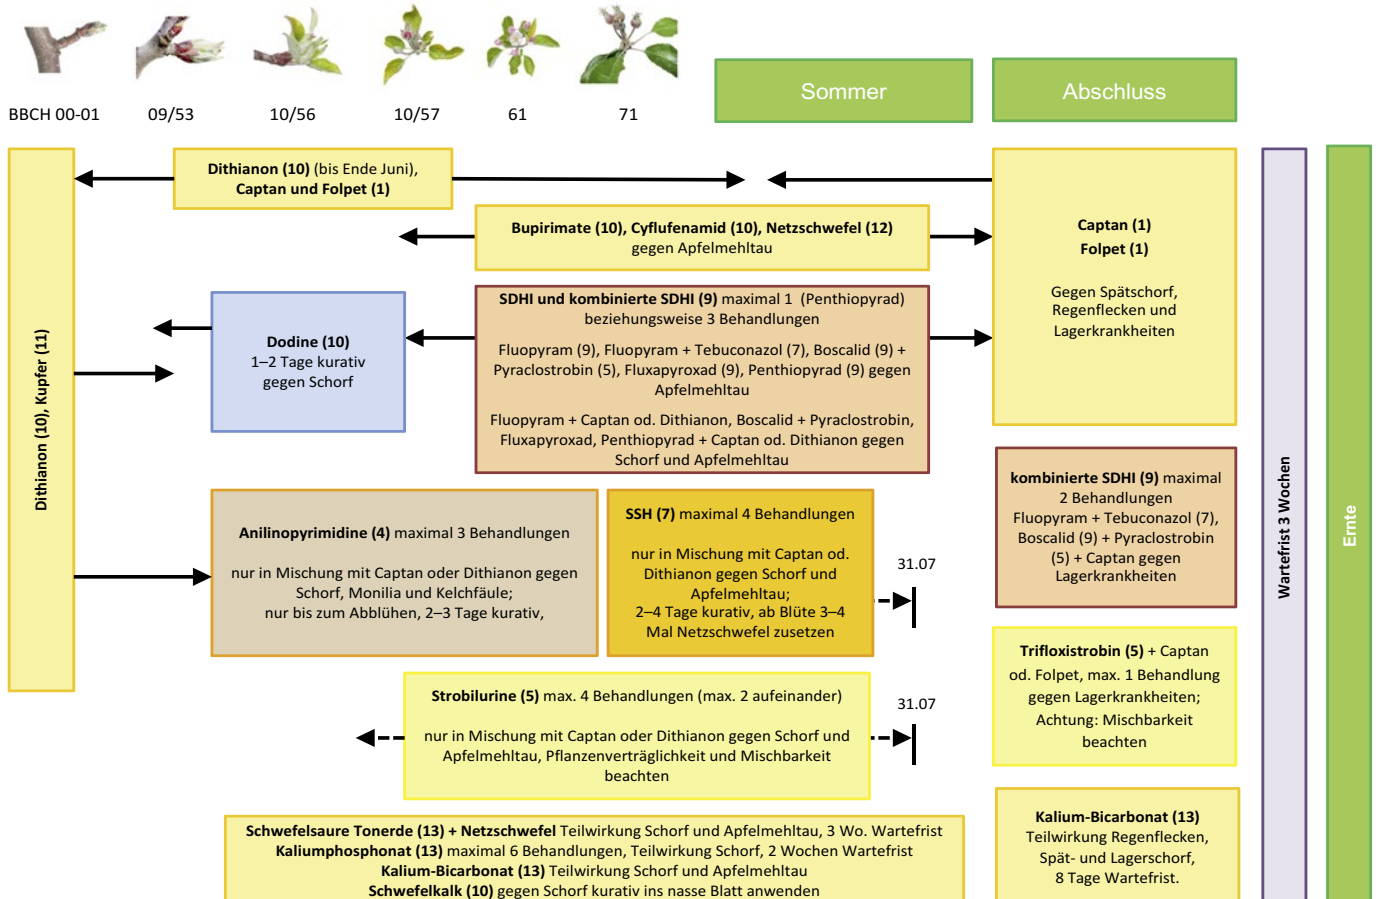 BBCH 00-01
09/53
10/56
10/57
61
71
Sommer
Abschluss
Dithianon (10), Kupfer (11)
Dithianon (10) (bis Ende Juni),
Captan und Folpet (1)
Bupirimate (10), Cyflufenamid (10), Netzschwefel (12)
gegen Apfelmehltau
Captan (1)
Folpet (1)
Gegen Spätschorf,
Regenflecken und
Lagerkrankheiten
Dodine (10)
1–2 Tage kurativ
gegen Schorf
SDHI und kombinierte SDHI (9) maximal 1 (Penthiopyrad)
beziehungsweise 3 Behandlungen
Fluopyram (9), Fluopyram + Tebuconazol (7), Boscalid (9) +
Pyraclostrobin (5), Fluxapyroxad (9), Penthiopyrad (9) gegen
Apfelmehltau
Fluopyram + Captan od. Dithianon, Boscalid + Pyraclostrobin,
Fluxapyroxad, Penthiopyrad + Captan od. Dithianon gegen
Schorf und Apfelmehltau
kombinierte SDHI (9) maximal
2 Behandlungen
Fluopyram + Tebuconazol (7),
Boscalid (9) + Pyraclostrobin
(5) + Captan gegen
Lagerkrankheiten
Anilinopyrimidine (4) maximal 3 Behandlungen
nur in Mischung mit Captan oder Dithianon gegen
Schorf, Monilia und Kelchfäule;
nur bis zum Abblühen, 2–3 Tage kurativ,
SSH (7) maximal 4 Behandlungen
nur in Mischung mit Captan od.
Dithianon gegen Schorf und
Apfelmehltau;
2–4 Tage kurativ, ab Blüte 3–4
Mal Netzschwefel zusetzen
31.07
Trifloxistrobin (5) + Captan
od. Folpet, max. 1 Behandlung
gegen Lagerkrankheiten;
Achtung: Mischbarkeit
beachten
Strobilurine (5) max. 4 Behandlungen (max. 2 aufeinander)
nur in Mischung mit Captan oder Dithianon gegen Schorf und
Apfelmehltau, Pflanzenverträglichkeit und Mischbarkeit
beachten
31.07
Schwefelsaure Tonerde (13) + Netzschwefel Teilwirkung Schorf und Apfelmehltau, 3 Wo. Wartefrist
Kaliumphosphonat (13) maximal 6 Behandlungen, Teilwirkung Schorf, 2 Wochen Wartefrist
Kalium-Bicarbonat (13) Teilwirkung Schorf und Apfelmehltau
Schwefelkalk (10) gegen Schorf kurativ ins nasse Blatt anwenden
Kalium-Bicarbonat (13)
Teilwirkung Regenflecken,
Spät- und Lagerschorf,
8 Tage Wartefrist.
Wartefrist 3 Wochen
Ernte